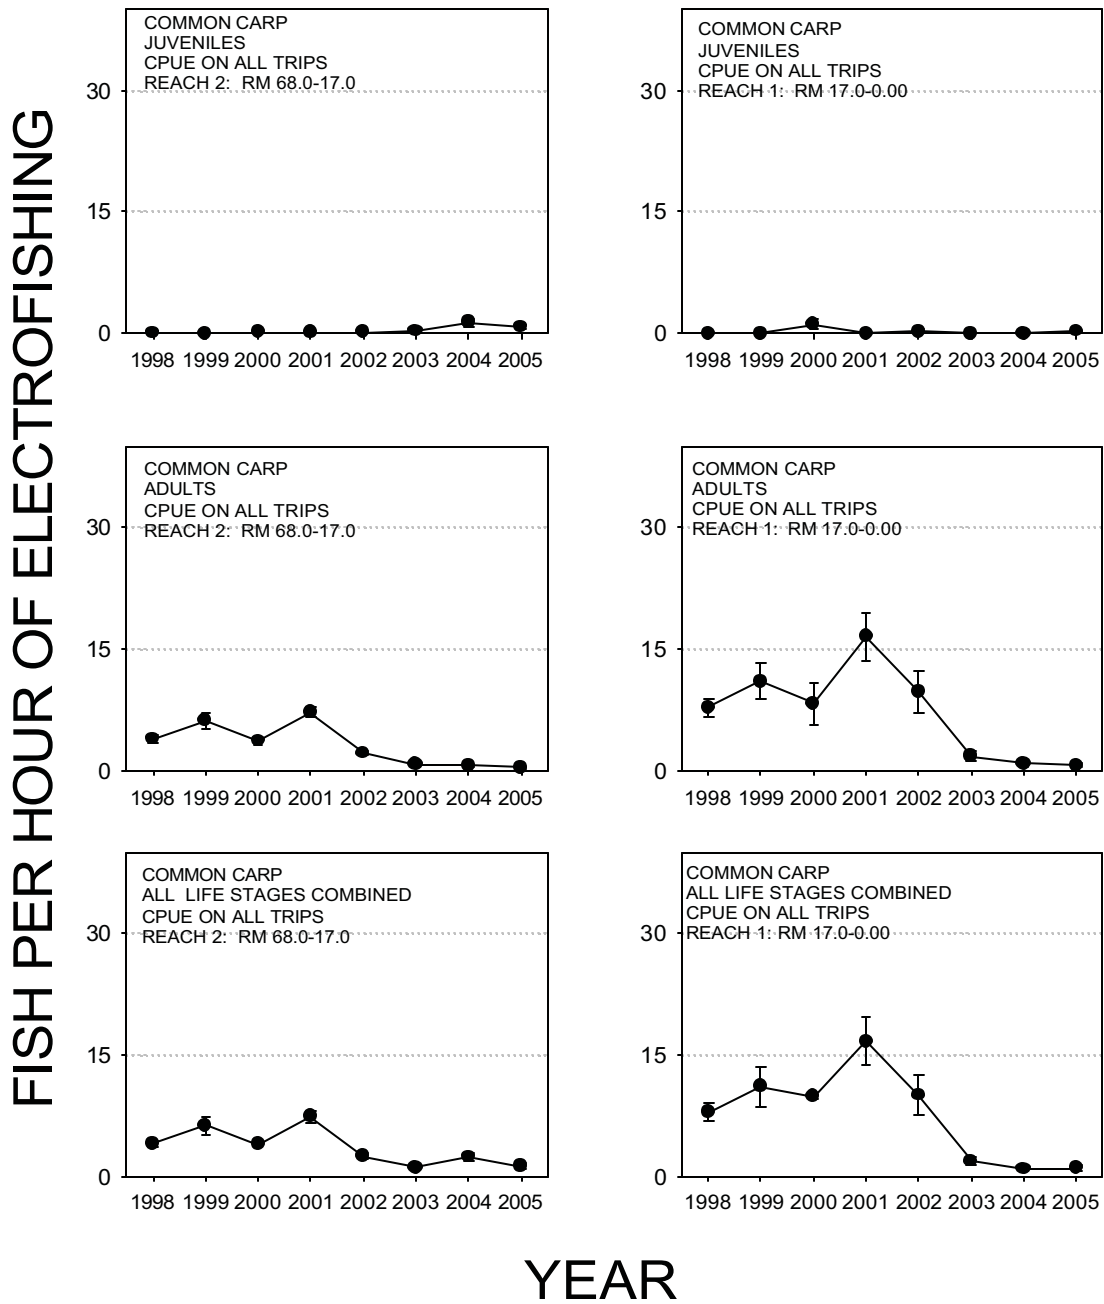 FISH PER HOUR OF ELECTROFISHING
COMMON CARP
JUVENILES
CPUE ON ALL TRIPS
REACH 2: RM 68.0-17.0
30
15
0
1998 1999 2000 2001 2002 2003 2004 2005
COMMON CARP
JUVENILES
CPUE ON ALL TRIPS
REACH 1: RM 17.0-0.00
30
15
0
1998 1999 2000 2001 2002 2003 2004 2005
COMMON CARP
ADULTS
CPUE ON ALL TRIPS
REACH 2: RM 68.0-17.0
30
15
0
1998 1999 2000 2001 2002 2003 2004 2005
COMMON CARP
ADULTS
CPUE ON ALL TRIPS
REACH 1: RM 17.0-0.00
30
15
0
1998 1999 2000 2001 2002 2003 2004 2005
COMMON CARP
ALL LIFE STAGES COMBINED
CPUE ON ALL TRIPS
REACH 2: RM 68.0-17.0
30
15
0
1998 1999 2000 2001 2002 2003 2004 2005
COMMON CARP
ALL LIFE STAGES COMBINED
CPUE ON ALL TRIPS
REACH 1: RM 17.0-0.00
30
15
0
1998 1999 2000 2001 2002 2003 2004 2005
YEAR